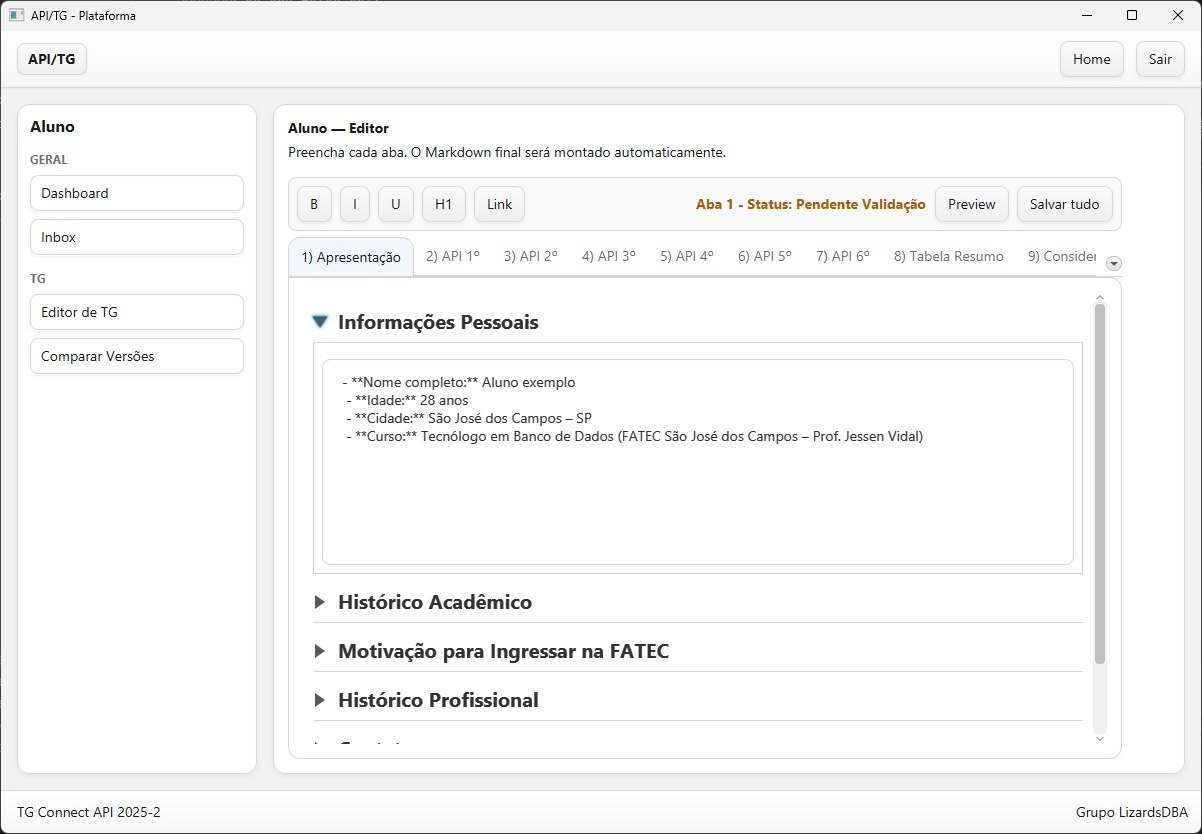 API/TG - Plataforma
API/TG
Home
Sair
Aluno
GERAL
Dashboard
Inbox
TG
Editor de TG
Comparar Versões
Aluno — Editor
Preencha cada aba. O Markdown final será montado automaticamente.
B I U H1 Link
Aba 1 - Status: Pendente Validação
Preview
Salvar tudo
1) Apresentação 2) API 1º 3) API 2º 4) API 3º 5) API 4º 6) API 5º 7) API 6º 8) Tabela Resumo 9)
Informações Pessoais
- **Nome completo:** Aluno exemplo
- **Idade:** 28 anos
- **Cidade:** São José dos Campos – SP
- **Curso:** Tecnólogo em Banco de Dados (FATEC São José dos Campos – Prof. Jessen Vidal)
Histórico Acadêmico
Motivação para Ingressar na FATEC
Histórico Profissional
TG Connect API 2025-2
Grupo LizardsDBA